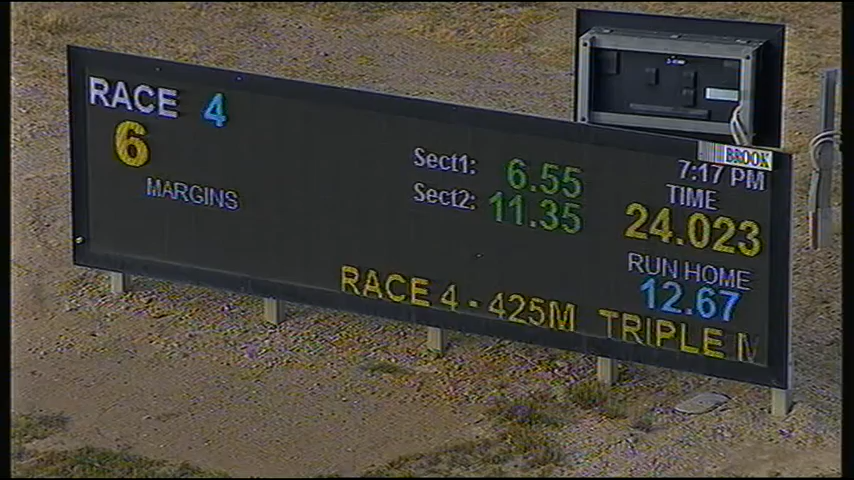 RACE 4
6
MARGINS
Sect1: 6.55
Sect2: 11.35
BROOK
7:17 PM
TIME
24.023
RUN HOME
12.67
RACE 4 - 425M TRIPLE